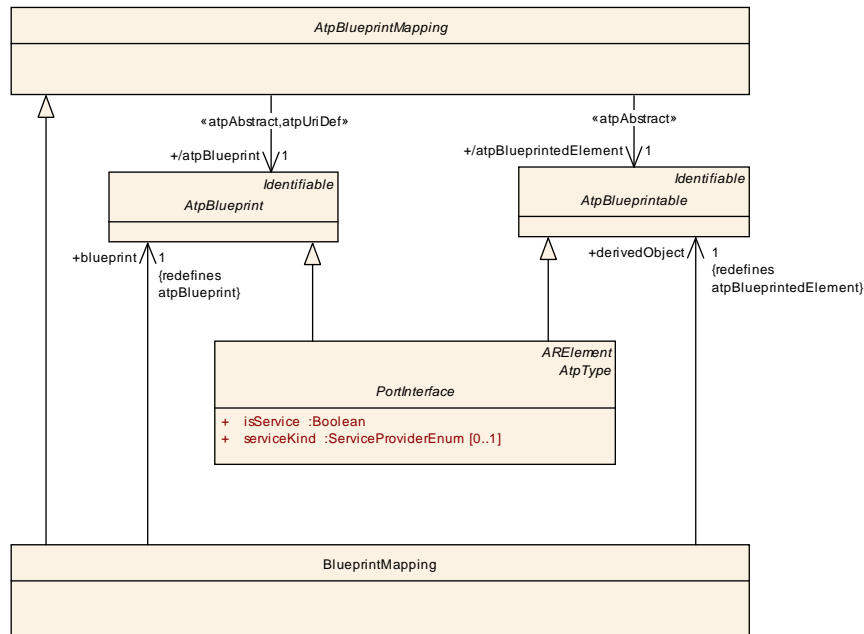 AtpBlueprintMapping
«atpAbstract,atpUriDef»
«atpAbstract»
+/atpBlueprint 1
+/atpBlueprintedElement 1
Identifiable
AtpBlueprint
Identifiable
AtpBlueprintable
+blueprint 1
{redefines
atpBlueprint}
+derivedObject 1
{redefines
atpBlueprintedElement}
ARElement
AtpType
PortInterface
+ isService :Boolean
+ serviceKind :ServiceProviderEnum [0..1]
BlueprintMapping